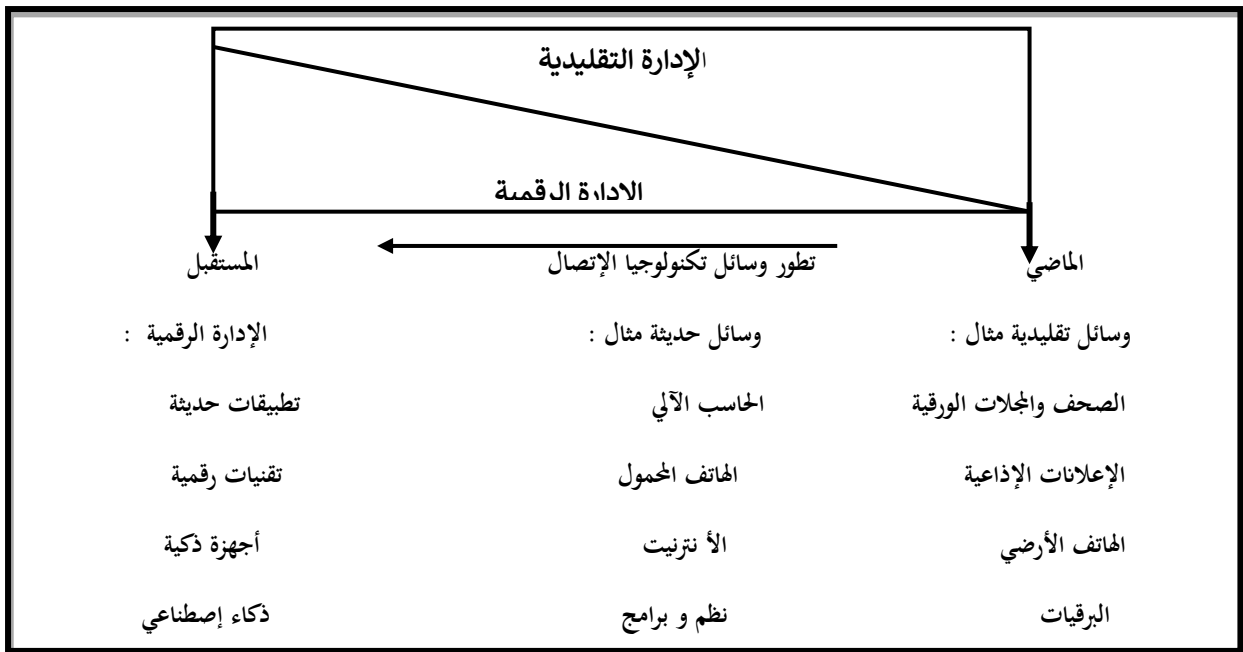 الإدارة التقليدية
الادارة الرقمية
الماضي تطور وسائل تكنولوجيا الإتصال المستقبل
وسائل تقليدية مثال : وسائل حديثة مثال : الإدارة الرقمية :
الصحف والمجلات الورقية الحاسب الآلي تطبيقات حديثة
الإعلانات الإذاعية الهاتف المحمول تقنيات رقمية
الهاتف الأرضي الأ نترنيت أجهزة ذكية
البرقيات نظم و برامج ذكاء إصطناعي